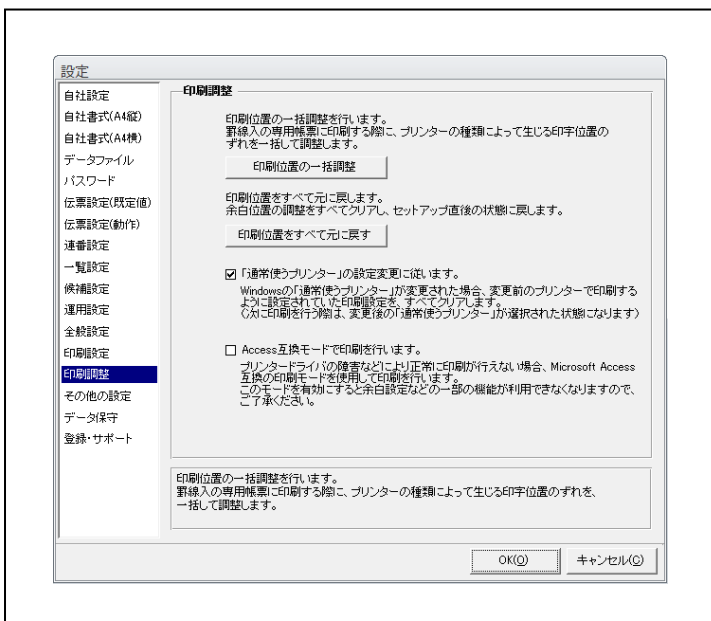 設定
自社設定
自社書式(A4縦)
自社書式(A4横)
データファイル
パスワード
伝票設定(既定値)
伝票設定(動作)
連番設定
一覧設定
候補設定
運用設定
全般設定
印刷設定
印刷調整
その他の設定
データ保守
登録・サポート
印刷調整
印刷位置の一括調整を行います。
罫線入の専用帳票に印刷する際に、プリンターの種類によって生じる印字位置の
ずれを一括して調整します。
印刷位置の一括調整
印刷位置をすべて元に戻します。
余白位置の調整をすべてクリアし、セットアップ直後の状態に戻します。
印刷位置をすべて元に戻す
「通常使うプリンター」の設定変更に従います。
Windowsの「通常使うプリンター」が変更された場合、変更前のプリンターで印刷する
ように設定されていた印刷設定を、すべてクリアします。
(次に印刷を行う際は、変更後の「通常使うプリンター」が選択された状態になります)
Access互換モードで印刷を行います。
プリンタードライバの障害などにより正常に印刷が行えない場合、Microsoft Access
互換の印刷モードを使用して印刷を行います。
このモードを有効にすると余白設定などの一部の機能が利用できなくなりますので、
ご了承ください。
印刷位置の一括調整を行います。
罫線入の専用帳票に印刷する際に、プリンターの種類によって生じる印字位置のずれを、
一括して調整します。
OK(O)
キャンセル(C)